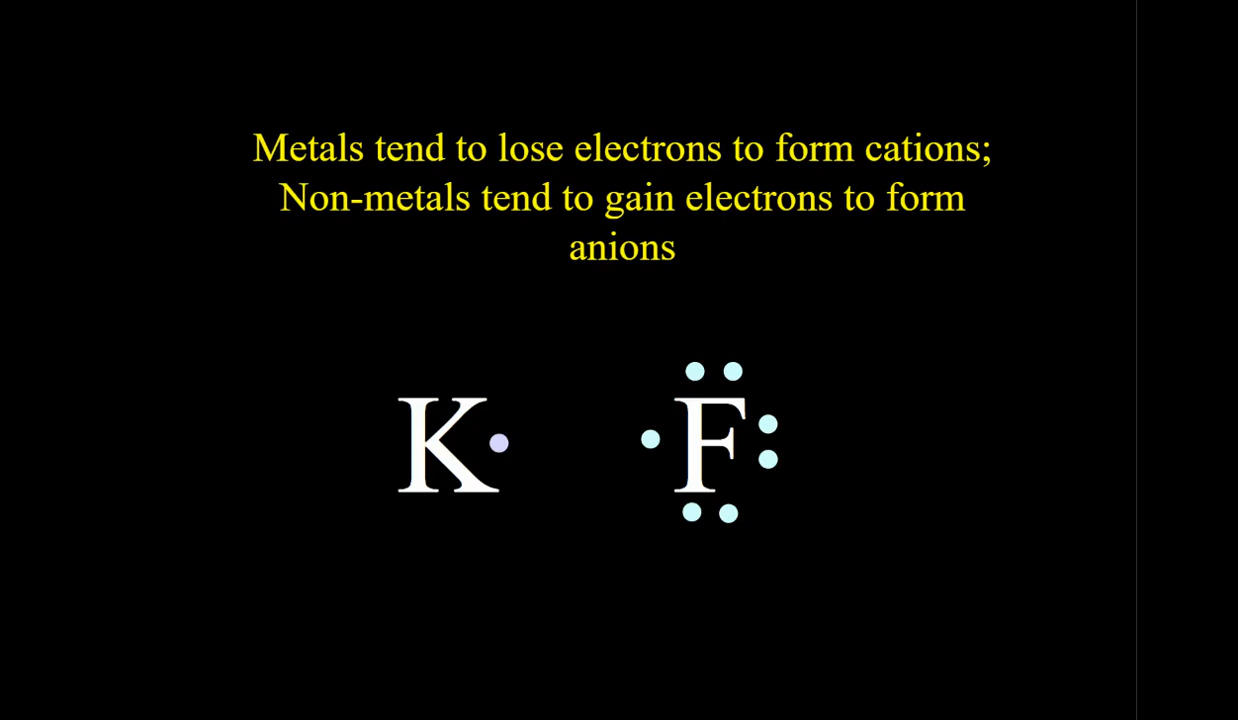 Metals tend to lose electrons to form cations;
Non-metals tend to gain electrons to form
anions
K F